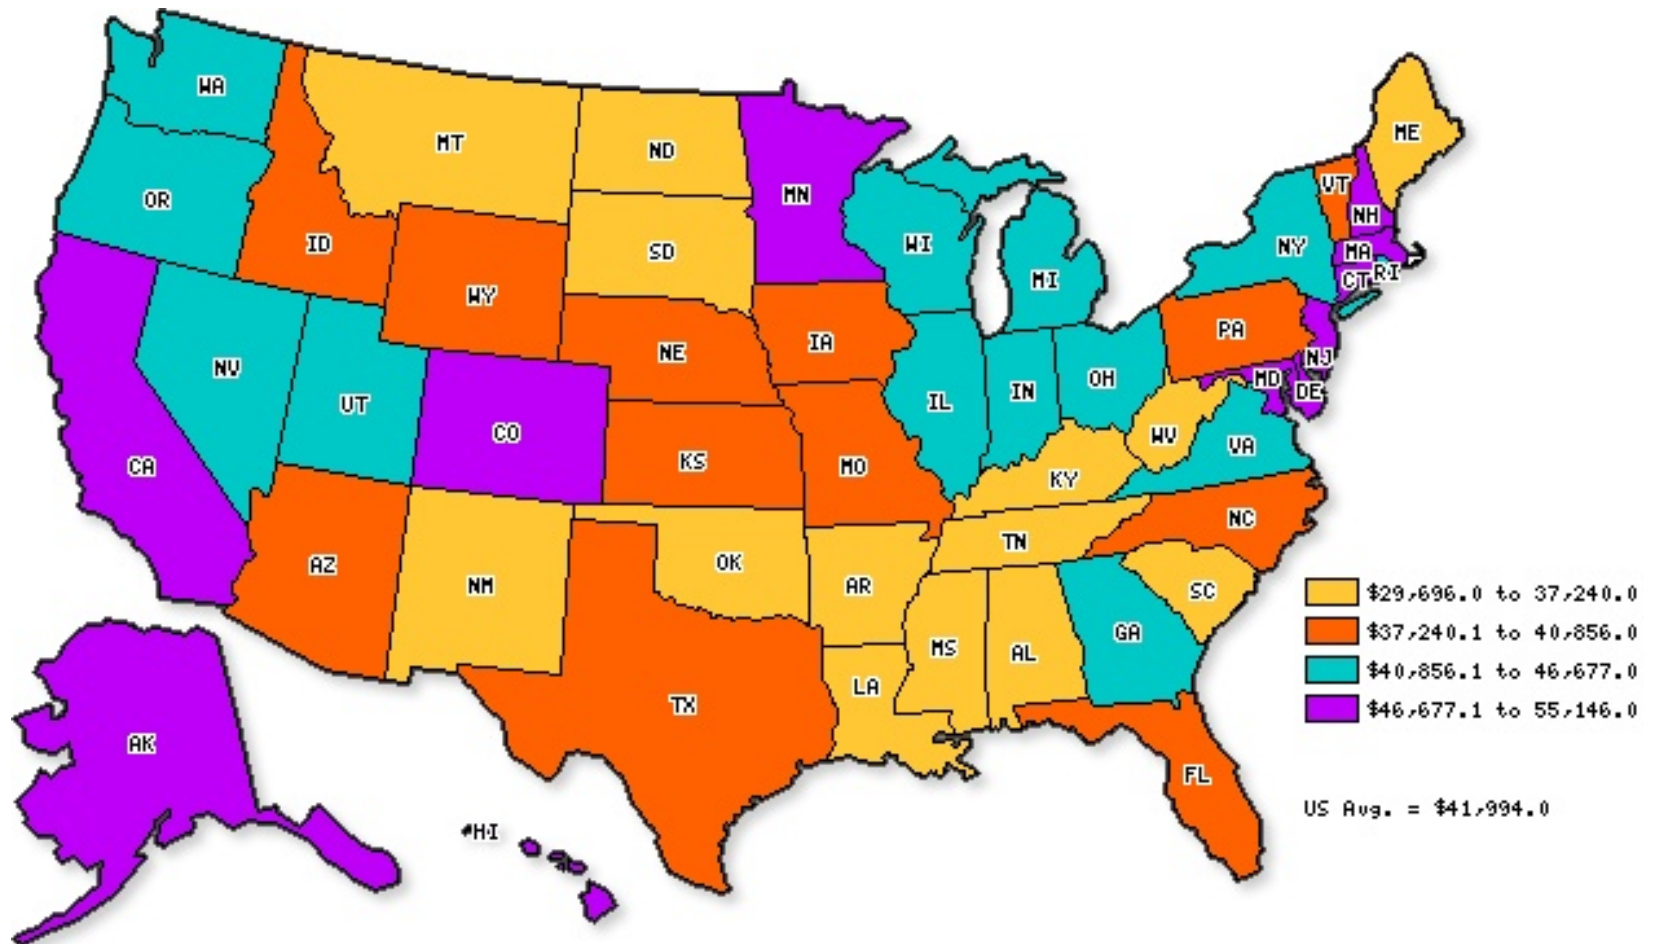 WA
MT
ND
MN
OR
ID
WY
SD
WI
MI
NY
VT
NH
ME
MA
CT
RI
PA
NJ
MD
DE
NV
UT
CO
NE
IA
IL
IN
OH
WV
VA
CA
KS
MO
KY
AZ
NM
OK
AR
TN
NC
SC
MS
AL
GA
LA
TX
FL
AK
*HI
$29,696.0 to 37,240.0
$37,240.1 to 40,856.0
$40,856.1 to 46,677.0
$46,677.1 to 55,146.0
US Avg. = $41,994.0